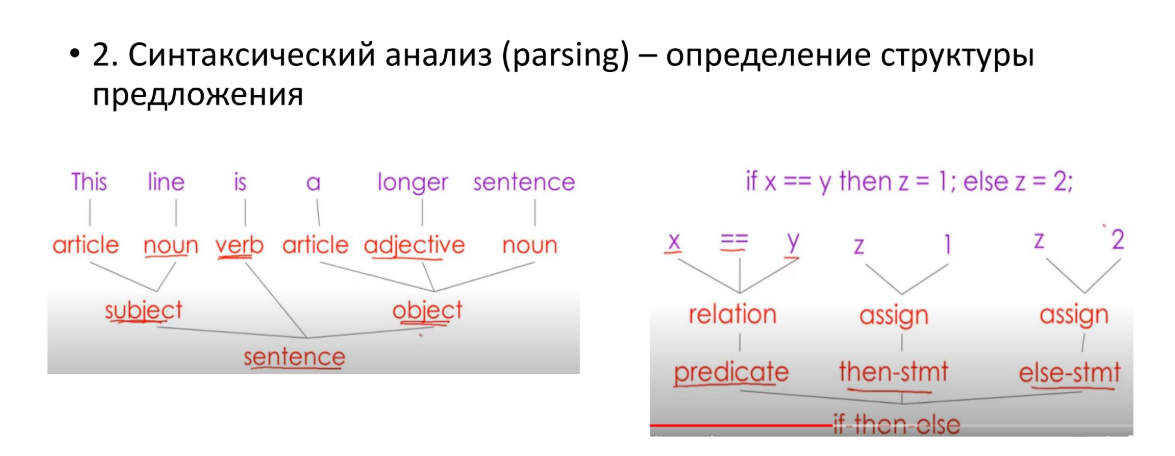 • 2. Синтаксический анализ (parsing) – определение структуры
предложения
This line is a longer sentence
article noun verb article adjective noun
subject object
sentence
if x == y then z = 1; else z = 2;
x == y z 1 z 2
relation assign assign
predicate then-stmt else-stmt
if-then-else